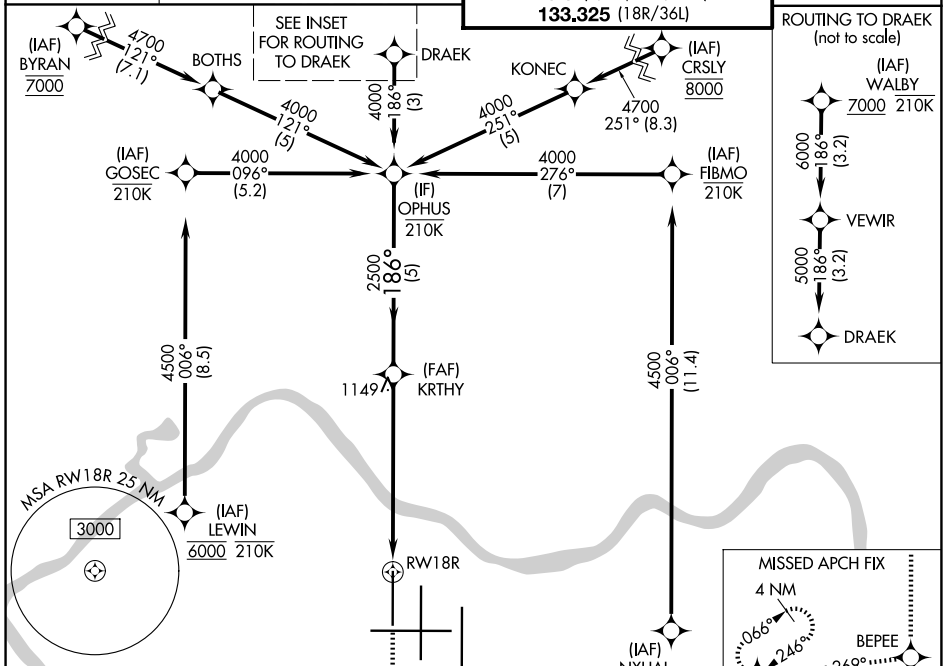 133.325 (18R/36L)
(IAF)
BYRAN
7000
4700
121°
(7.1)
BOTHS
4000
121°
(5)
SEE INSET
FOR ROUTING
TO DRAEK
DRAEK
4000
186°
(3)
KONEC
4000
251°
(5)
(IAF)
CRSLY
8000
4700
251° (8.3)
ROUTING TO DRAEK
(not to scale)
(IAF)
WALBY
7000 210K
6000
186°
(3.2)
VEWIR
5000
186°
(3.2)
DRAEK
(IAF)
GOSEC
210K
4000
096°
(5.2)
(IF)
OPHUS
210K
4000
276°
(7)
(IAF)
FIBMO
210K
2500
186°
(5)
4500
006°
(8.5)
1149
(FAF)
KRTHY
4500
006°
(11.4)
MSA RW18R 25 NM
3000
(IAF)
LEWIN
6000 210K
RW18R
(IAF)
MISSED APCH FIX
4 NM
066°
246°
BEPEE
269°